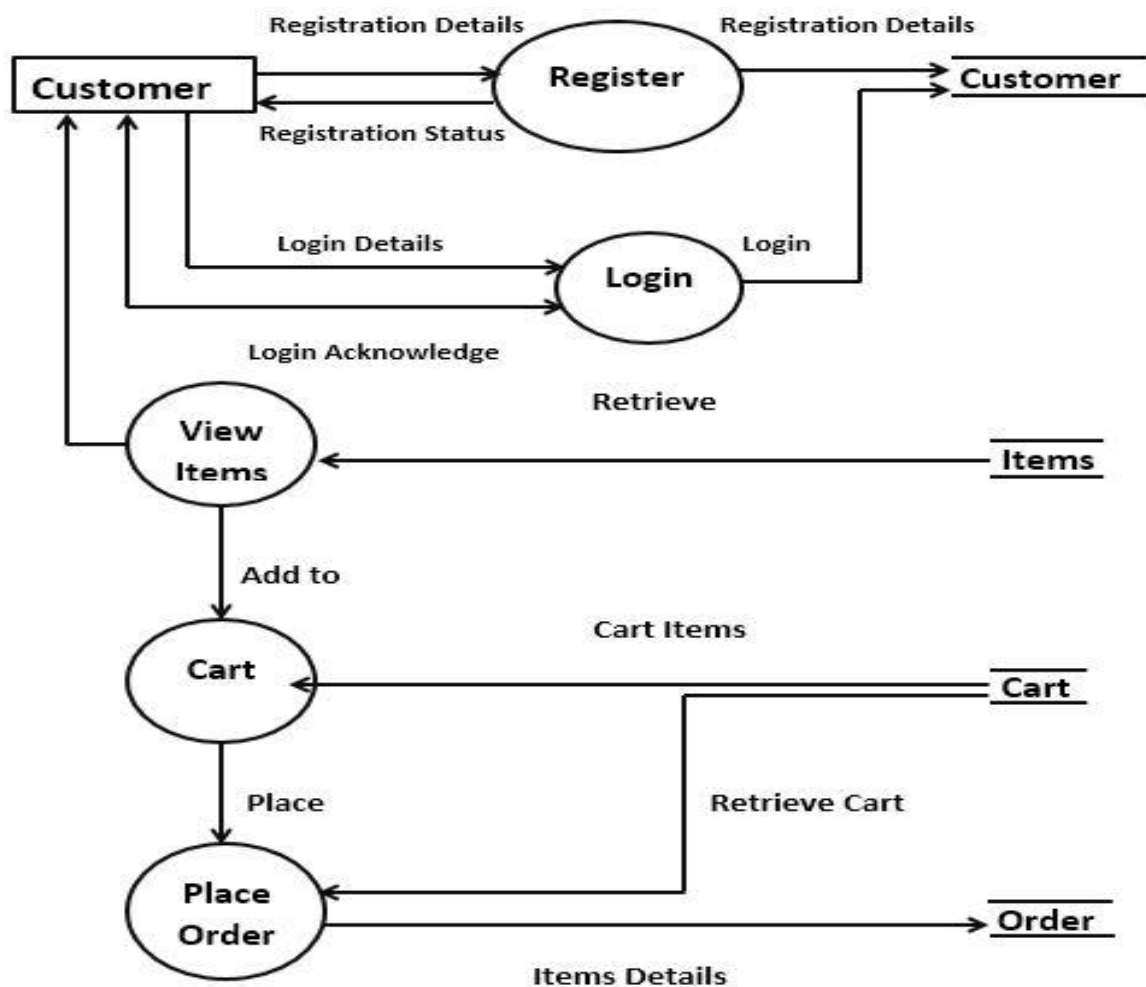 Registration Details
Registration Details
Customer
Register
Customer
Registration Status
Login Details
Login
Login
Login Acknowledge
Retrieve
View
Items
Items
Add to
Cart Items
Cart
Cart
Place
Retrieve Cart
Place
Order
Order
Items Details